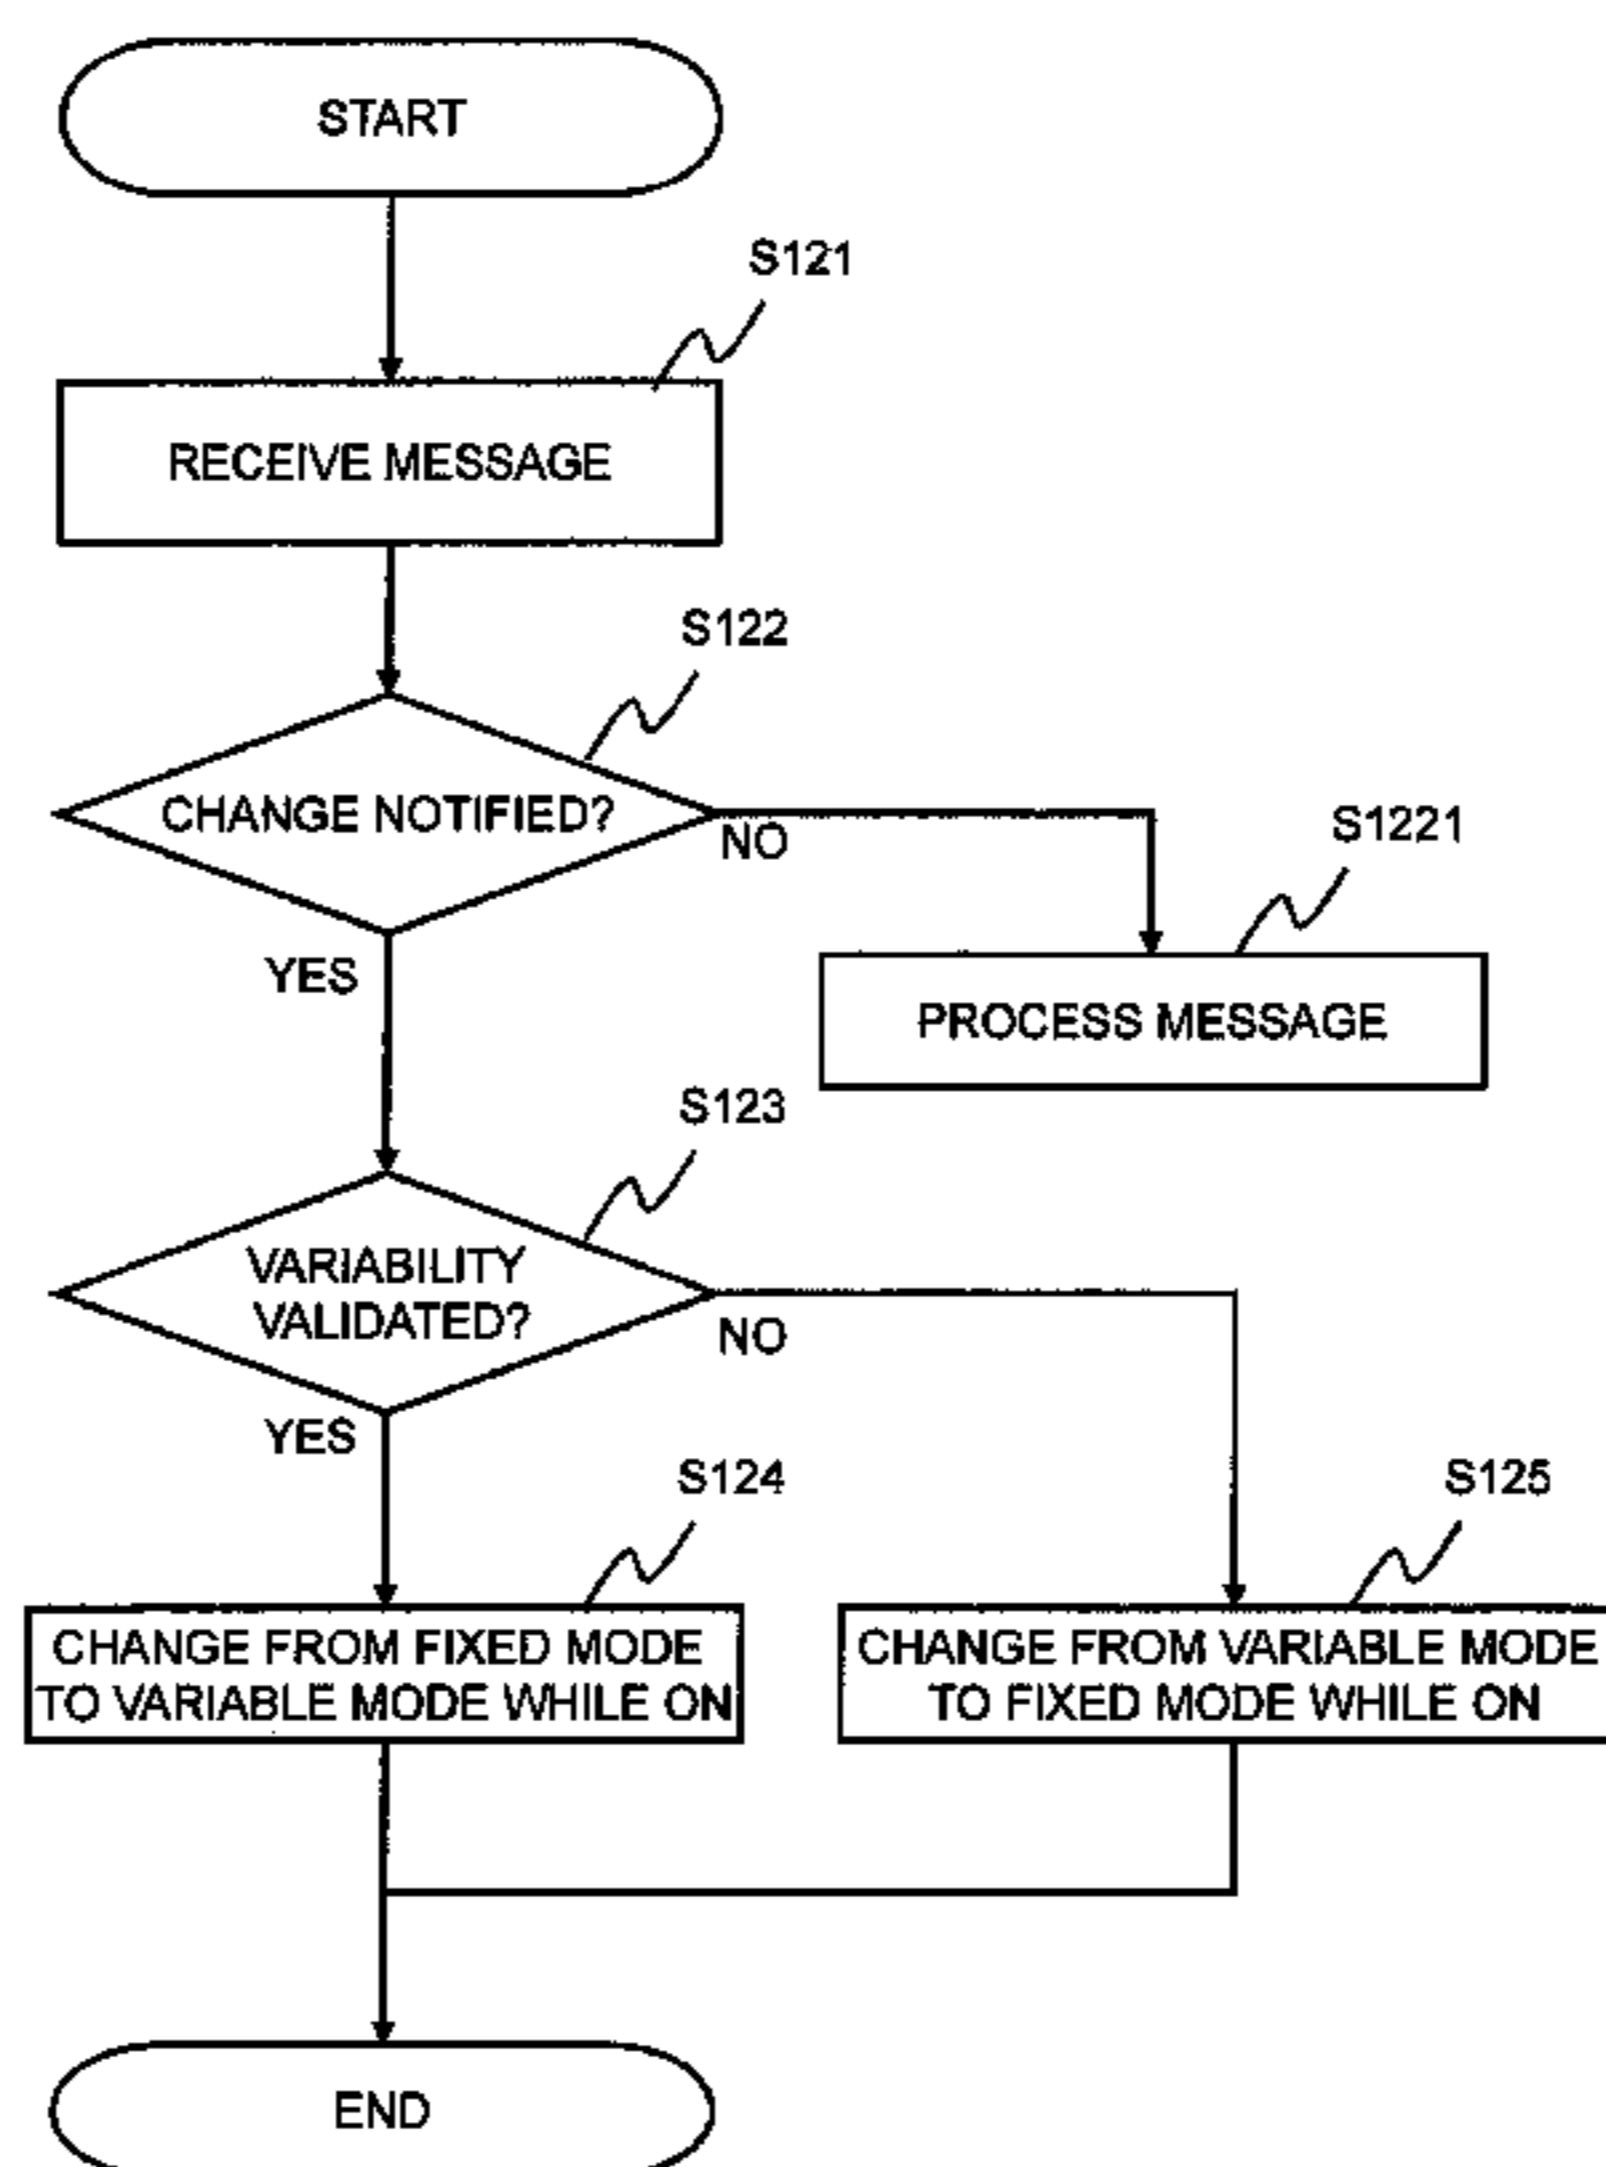 START
S121
RECEIVE MESSAGE
S122
CHANGE NOTIFIED?
NO
S1221
YES
PROCESS MESSAGE
S123
VARIABILITY
VALIDATED?
NO
YES
S124
S125
CHANGE FROM FIXED MODE
TO VARIABLE MODE WHILE ON
CHANGE FROM VARIABLE MODE
TO FIXED MODE WHILE ON
END